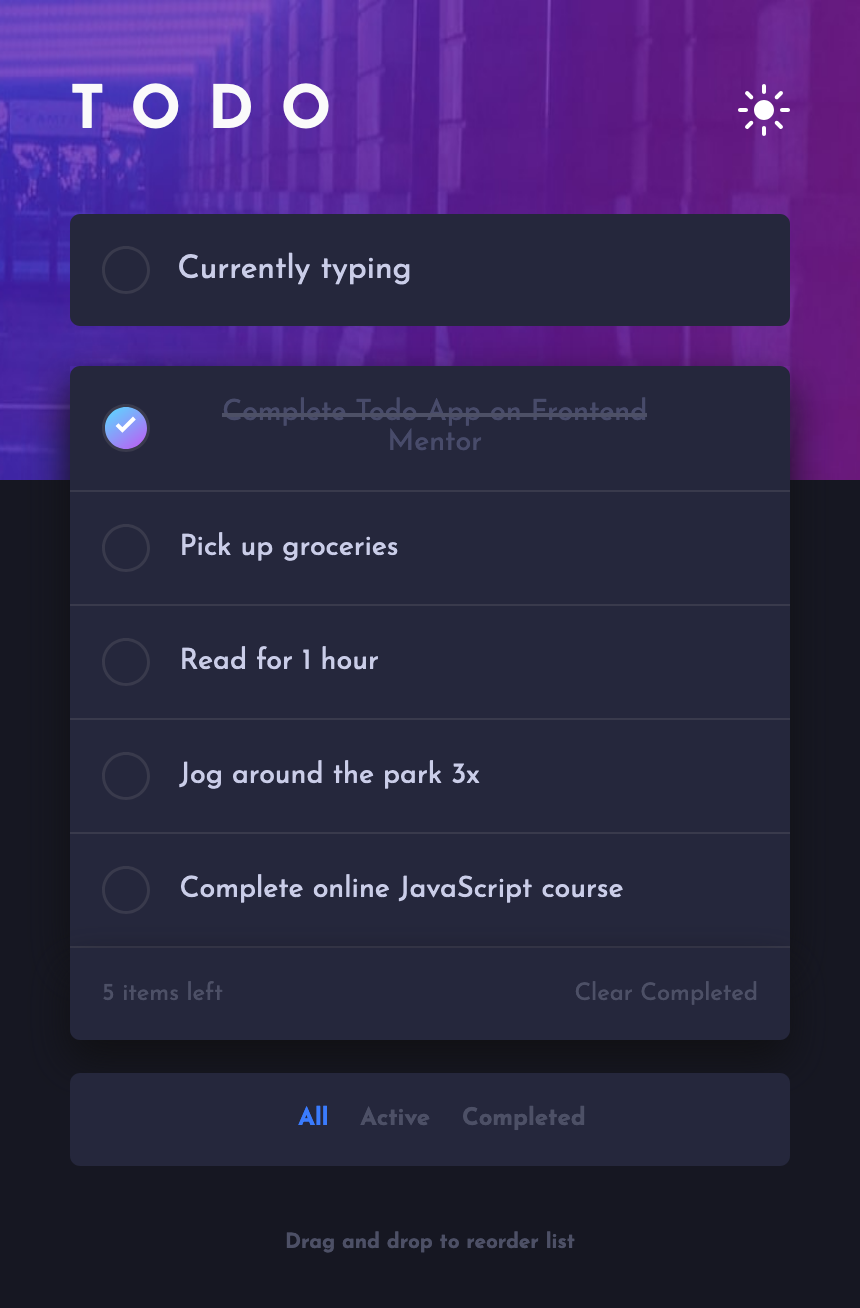 TODO
Currently typing
Complete Todo App on Frontend
Mentor
Pick up groceries
Read for 1 hour
Jog around the park 3x
Complete online JavaScript course
5 items left Clear Completed
All Active Completed
Drag and drop to reorder list